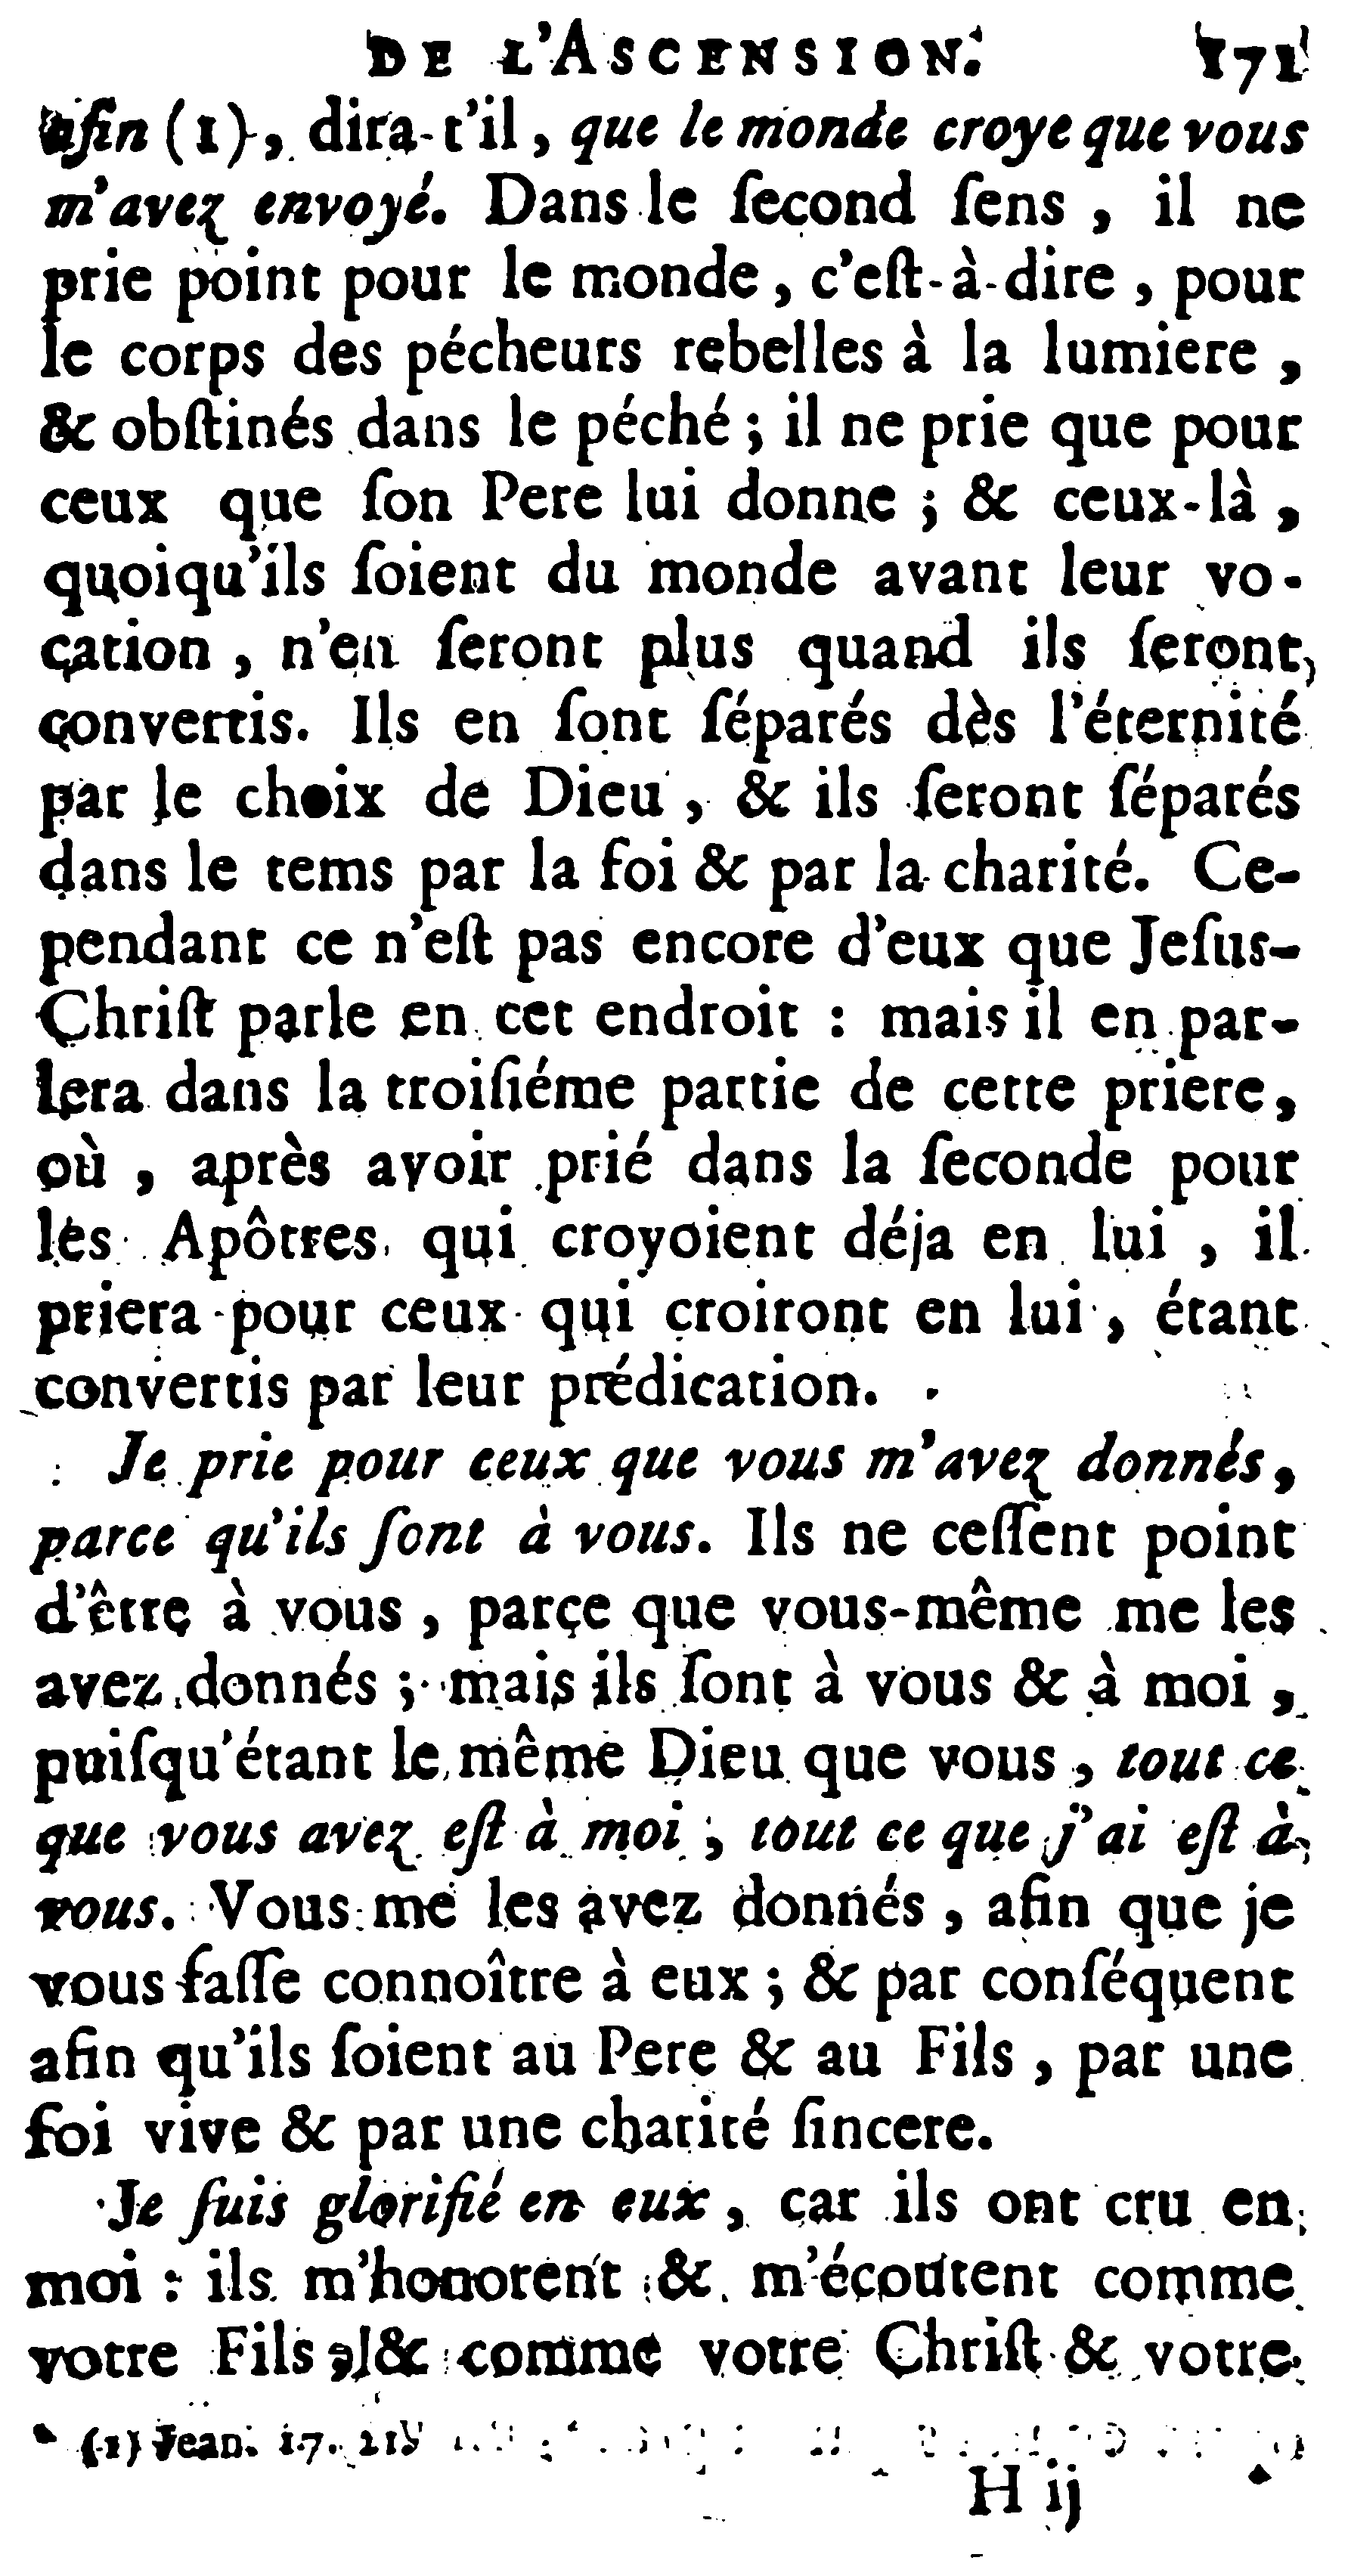 DE L'ASCENSION. 171
afin (1), dira-t'il, que le monde croye que vous
m'avez envoyé. Dans le ſecond ſens, il ne
prie point pour le monde, c'eſt-à-dire, pour
le corps des pécheurs rebelles à la lumiere,
& obſtinés dans le péché; il ne prie que pour
ceux que ſon Pere lui donne; & ceux-là,
quoiqu'ils ſoient du monde avant leur vo-
cation, n'en ſeront plus quand ils ſeront
convertis. Ils en ſont ſéparés dès l'éternité
par le choix de Dieu, & ils ſeront ſéparés
dans le tems par la foi & par la charité. Ce-
pendant ce n'eſt pas encore d'eux que Jeſus-
Chriſt parle en cet endroit : mais il en par-
lera dans la troiſiéme partie de cette priere,
où, après avoir prié dans la ſeconde pour
les Apôtres qui croyoient déja en lui, il
priera pour ceux qui croiront en lui, étant
convertis par leur prédication.
Je prie pour ceux que vous m'avez donnés,
parce qu'ils ſont à vous. Ils ne ceſſent point
d'être à vous, parce que vous-même me les
avez donnés; mais ils ſont à vous & à moi,
puiſqu'étant le même Dieu que vous, tout ce
que vous avez eſt à moi, tout ce que j'ai eſt à
vous. Vous me les avez donnés, afin que je
vous faſſe connoître à eux; & par conſéquent
afin qu'ils ſoient au Pere & au Fils, par une
foi vive & par une charité ſincere.
Je ſuis glorifié en eux, car ils ont cru en
moi : ils m'honorent & m'écoutent comme
votre Fils, & comme votre Chriſt & votre
(1) Jean. 17. 21.
H ij